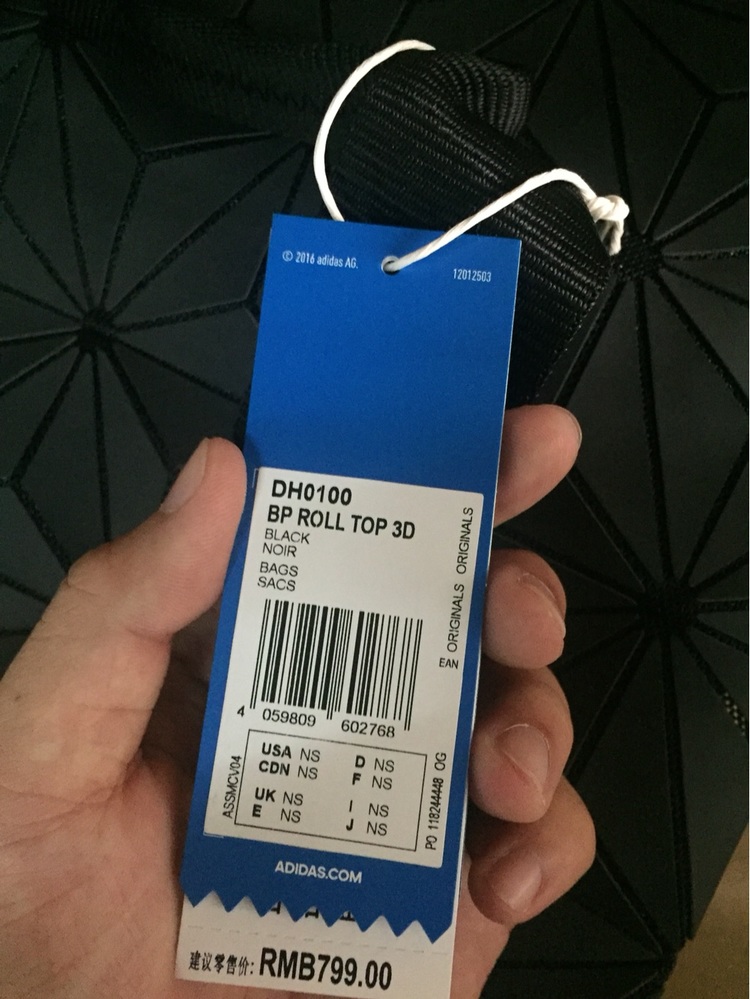 © 2016 adidas AG.
12012503
DH0100
BP ROLL TOP 3D
BLACK
NOIR
BAGS
SACS
ORIGINALS ORIGINALS
EAN
4 059809 602768
ASSMCV04
USA NS
CDN NS
UK NS
E NS
D NS
F NS
I NS
J NS
PO 118244448 OG
ADIDAS.COM
建议零售价: RMB799.00